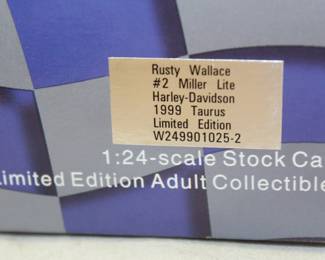 Rusty Wallace
#2 Miller Lite
Harley-Davidson
1999 Taurus
Limited Edition
W249901025-2
1:24-scale Stock Ca
Limited Edition Adult Collectible